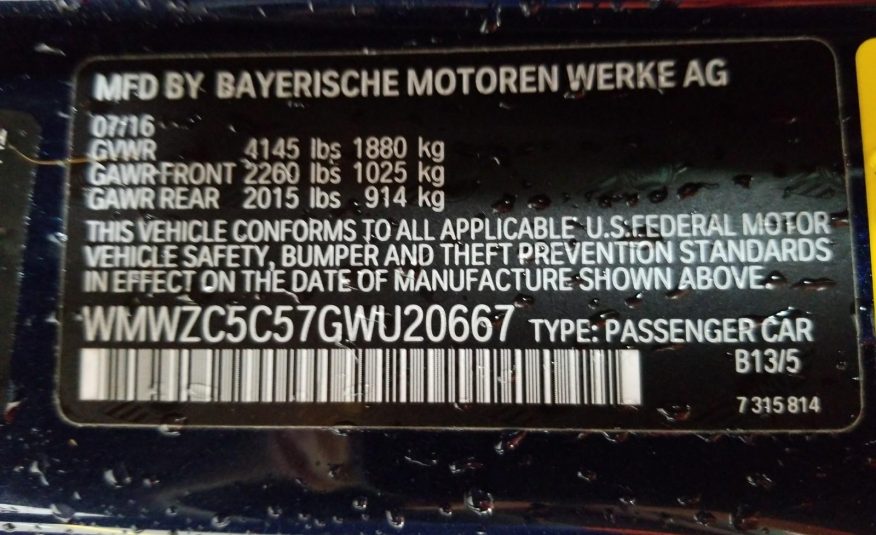 MFD BY BAYERISCHE MOTOREN WERKE AG
07/16
GVWR 4145 lbs 1880 kg
GAWR FRONT 2260 lbs 1025 kg
GAWR REAR 2015 lbs 914 kg
THIS VEHICLE CONFORMS TO ALL APPLICABLE U.S.FEDERAL MOTOR
VEHICLE SAFETY, BUMPER AND THEFT PREVENTION STANDARDS
IN EFFECT ON THE DATE OF MANUFACTURE SHOWN ABOVE.
WMWZC5C57GWU20667 TYPE: PASSENGER CAR
B13/5
7 315 814